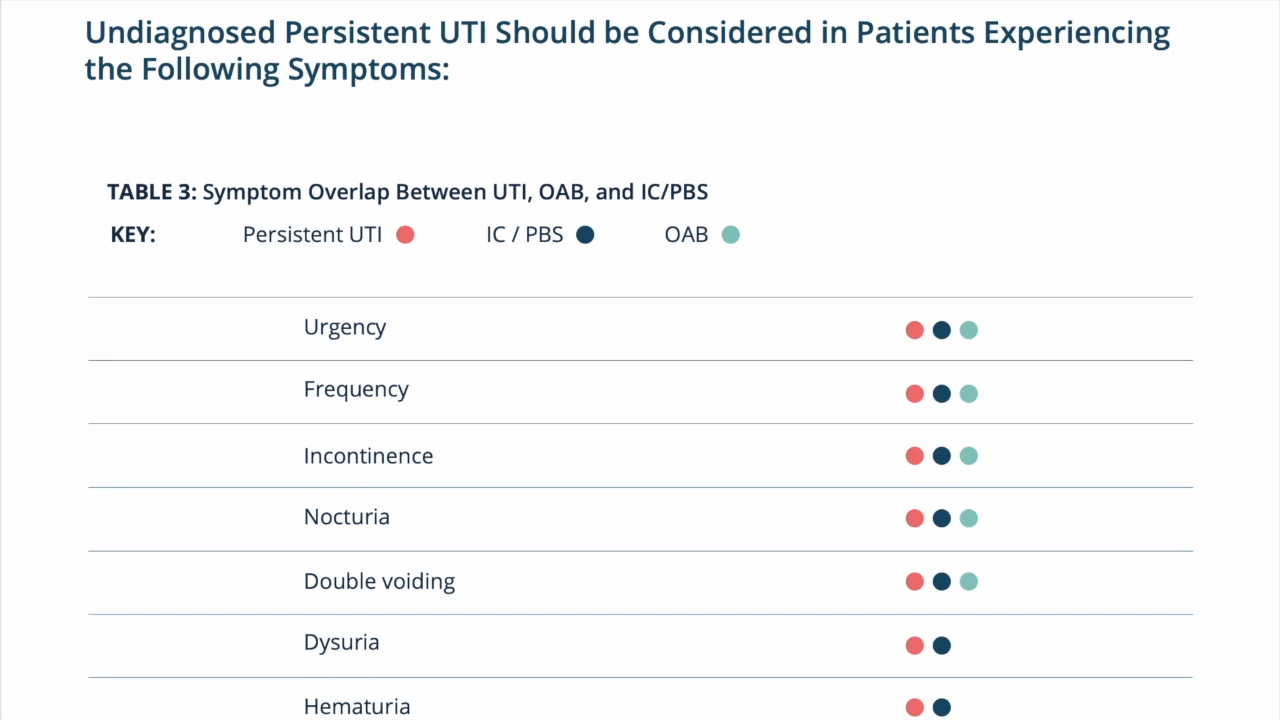 Undiagnosed Persistent UTI Should be Considered in Patients Experiencing
the Following Symptoms:
TABLE 3: Symptom Overlap Between UTI, OAB, and IC/PBS
KEY: Persistent UTI IC / PBS OAB
Urgency
Frequency
Incontinence
Nocturia
Double voiding
Dysuria
Hematuria